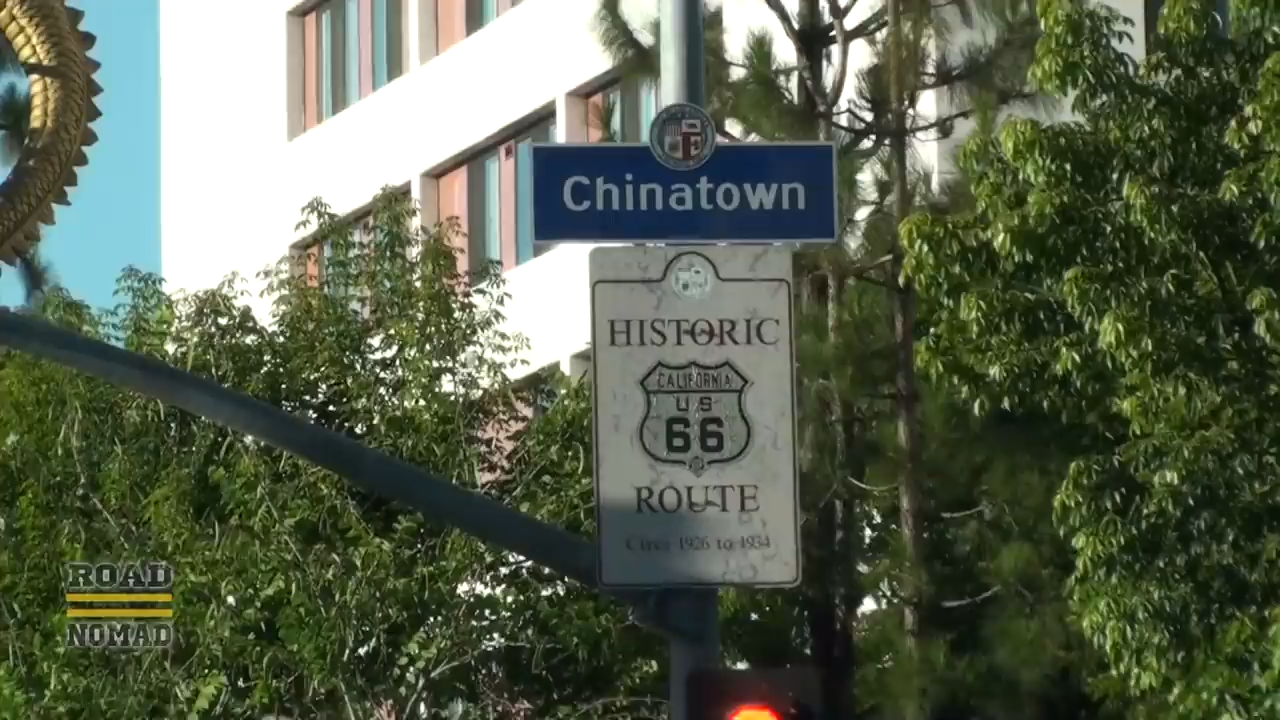 Chinatown
HISTORIC
CALIFORNIA
US
66
ROUTE
Circa 1926 to 1934
ROAD
NOMAD